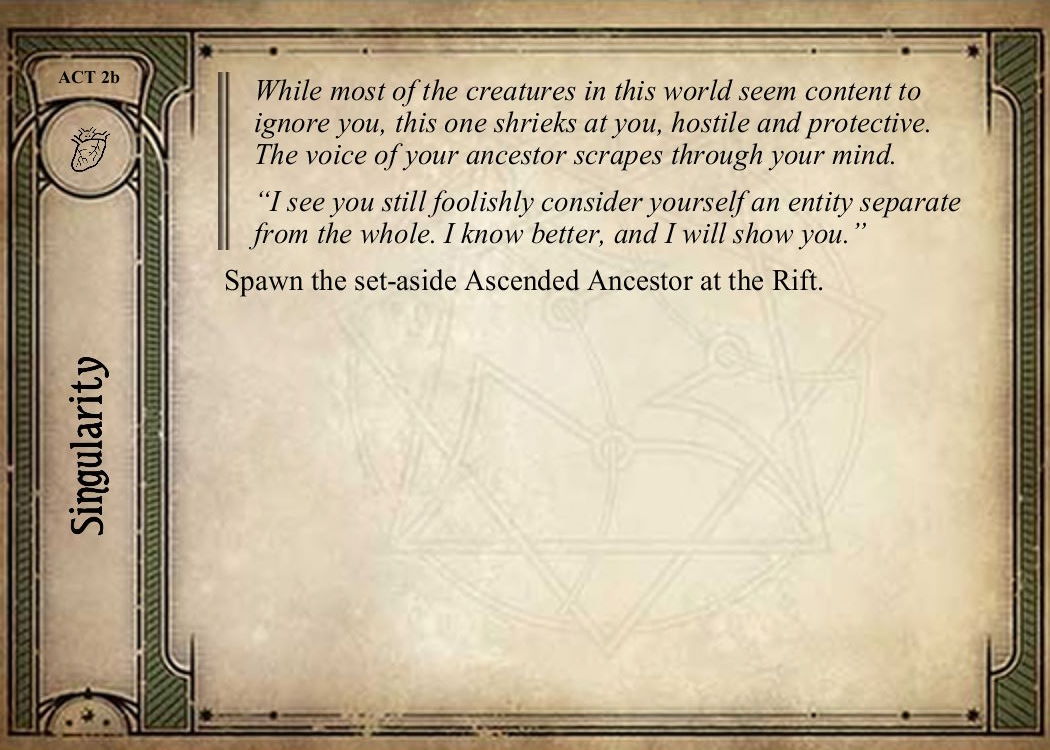 ACT 2b
Singularity
While most of the creatures in this world seem content to
ignore you, this one shrieks at you, hostile and protective.
The voice of your ancestor scrapes through your mind.
“I see you still foolishly consider yourself an entity separate
from the whole. I know better, and I will show you.”
Spawn the set-aside Ascended Ancestor at the Rift.